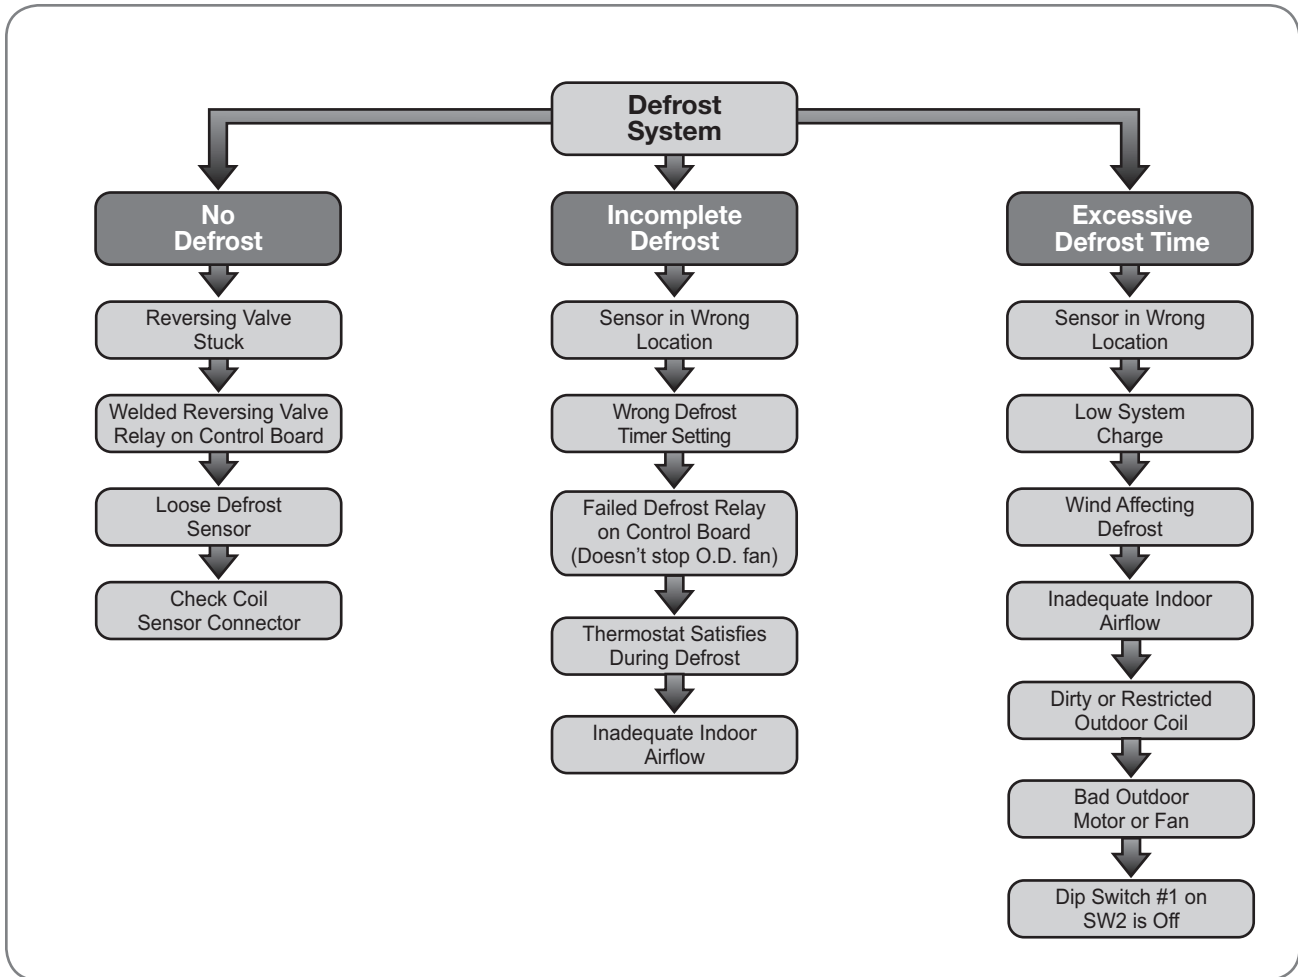 Defrost
System
No
Defrost
Reversing Valve
Stuck
Welded Reversing Valve
Relay on Control Board
Loose Defrost
Sensor
Check Coil
Sensor Connector
Incomplete
Defrost
Sensor in Wrong
Location
Wrong Defrost
Timer Setting
Failed Defrost Relay
on Control Board
(Doesn’t stop O.D. fan)
Thermostat Satisfies
During Defrost
Inadequate Indoor
Airflow
Excessive
Defrost Time
Sensor in Wrong
Location
Low System
Charge
Wind Affecting
Defrost
Inadequate Indoor
Airflow
Dirty or Restricted
Outdoor Coil
Bad Outdoor
Motor or Fan
Dip Switch #1 on
SW2 is Off